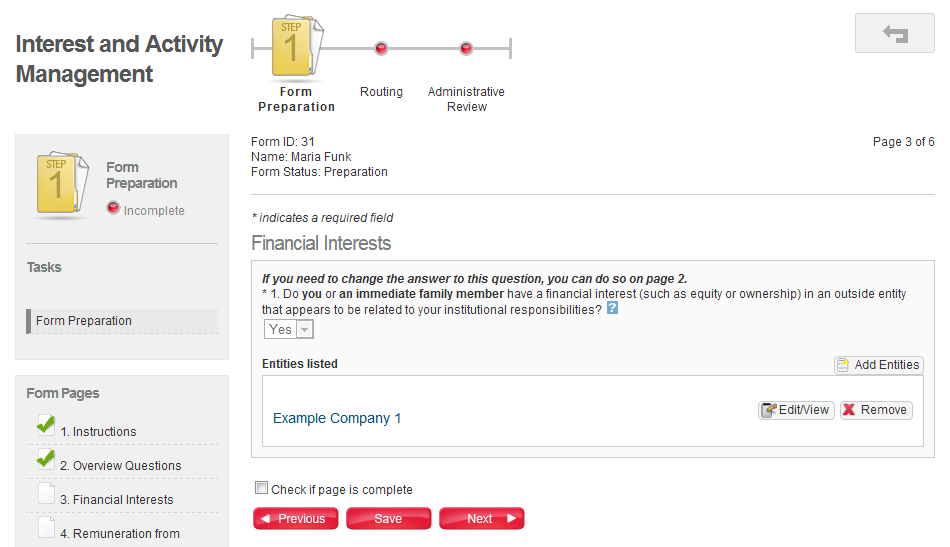 Interest and Activity
Management
STEP
1
Form
Preparation
Routing
Administrative
Review
STEP
1
Form
Preparation
Incomplete
Tasks
Form Preparation
Form Pages
1. Instructions
2. Overview Questions
3. Financial Interests
4. Remuneration from
Form ID: 31
Name: Maria Funk
Form Status: Preparation
Page 3 of 6
* indicates a required field
Financial Interests
If you need to change the answer to this question, you can do so on page 2.
* 1. Do you or an immediate family member have a financial interest (such as equity or ownership) in an outside entity
that appears to be related to your institutional responsibilities? ?
Yes
Entities listed
Add Entities
Example Company 1
Edit/View
Remove
Check if page is complete
Previous
Save
Next